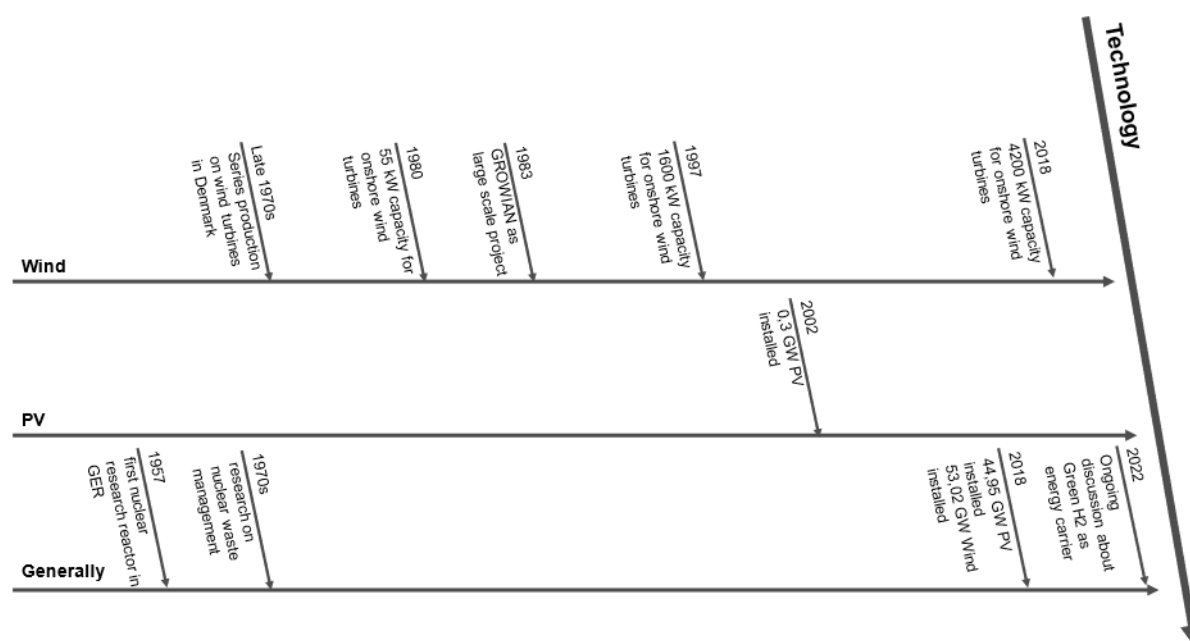 Technology
Late 1970s
Series production
on wind turbines
in Denmark
1980
55 kW capacity for
onshore wind
turbines
1983
GROWIAN as
large scale project
1997
1600 kW capacity
for onshore wind
turbines
2018
4200 kW capacity
for onshore wind
turbines
Wind
2002
0,3 GW PV
installed
PV
1957
first nuclear
research reactor in
GER
1970s
research on
nuclear waste
management
2018
44,95 GW PV
installed
53,02 GW Wind
installed
2022
Ongoing
discussion about
Green H2 as
energy carrier
Generally